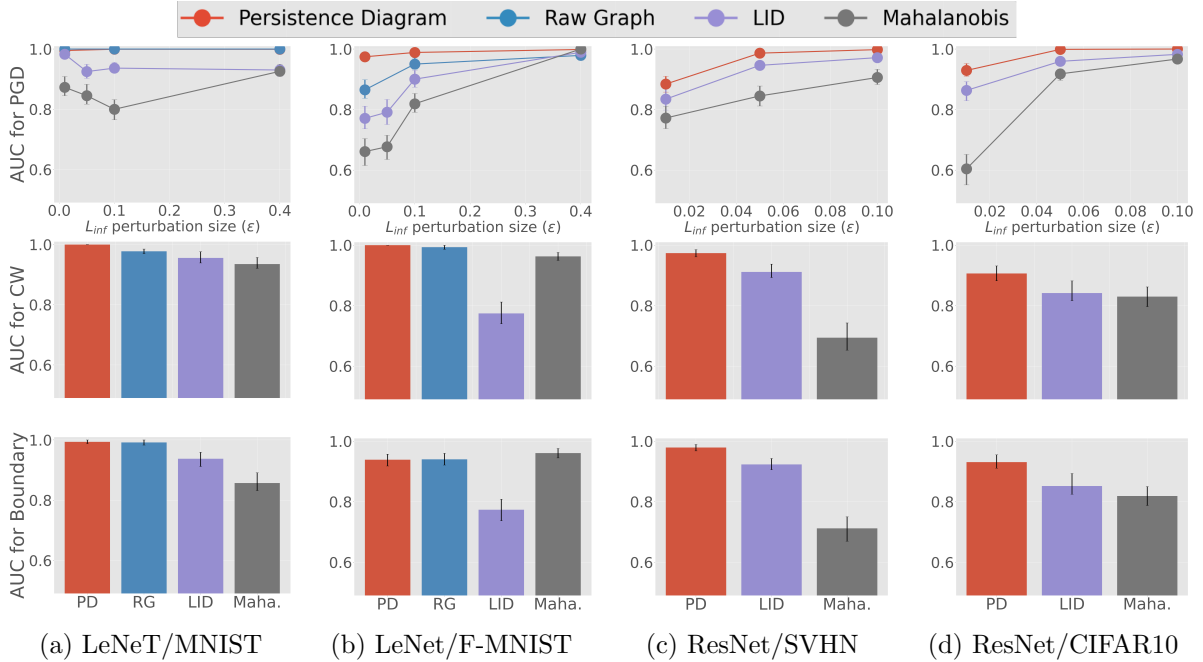 Persistence Diagram Raw Graph LID Mahalanobis
AUC for PGD
1.0
0.8
0.6
0.0 0.1 0.2 0.3 0.4
L_inf perturbation size (ε)
1.0
0.8
0.6
0.0 0.1 0.2 0.3 0.4
L_inf perturbation size (ε)
1.0
0.8
0.6
0.02 0.04 0.06 0.08 0.10
L_inf perturbation size (ε)
1.0
0.8
0.6
0.02 0.04 0.06 0.08 0.10
L_inf perturbation size (ε)
AUC for CW
1.0
0.8
0.6
1.0
0.8
0.6
1.0
0.8
0.6
1.0
0.8
0.6
AUC for Boundary
1.0
0.8
0.6
PD RG LID Maha.
1.0
0.8
0.6
PD RG LID Maha.
1.0
0.8
0.6
PD LID Maha.
1.0
0.8
0.6
PD LID Maha.
(a) LeNeT/MNIST
(b) LeNet/F-MNIST
(c) ResNet/SVHN
(d) ResNet/CIFAR10